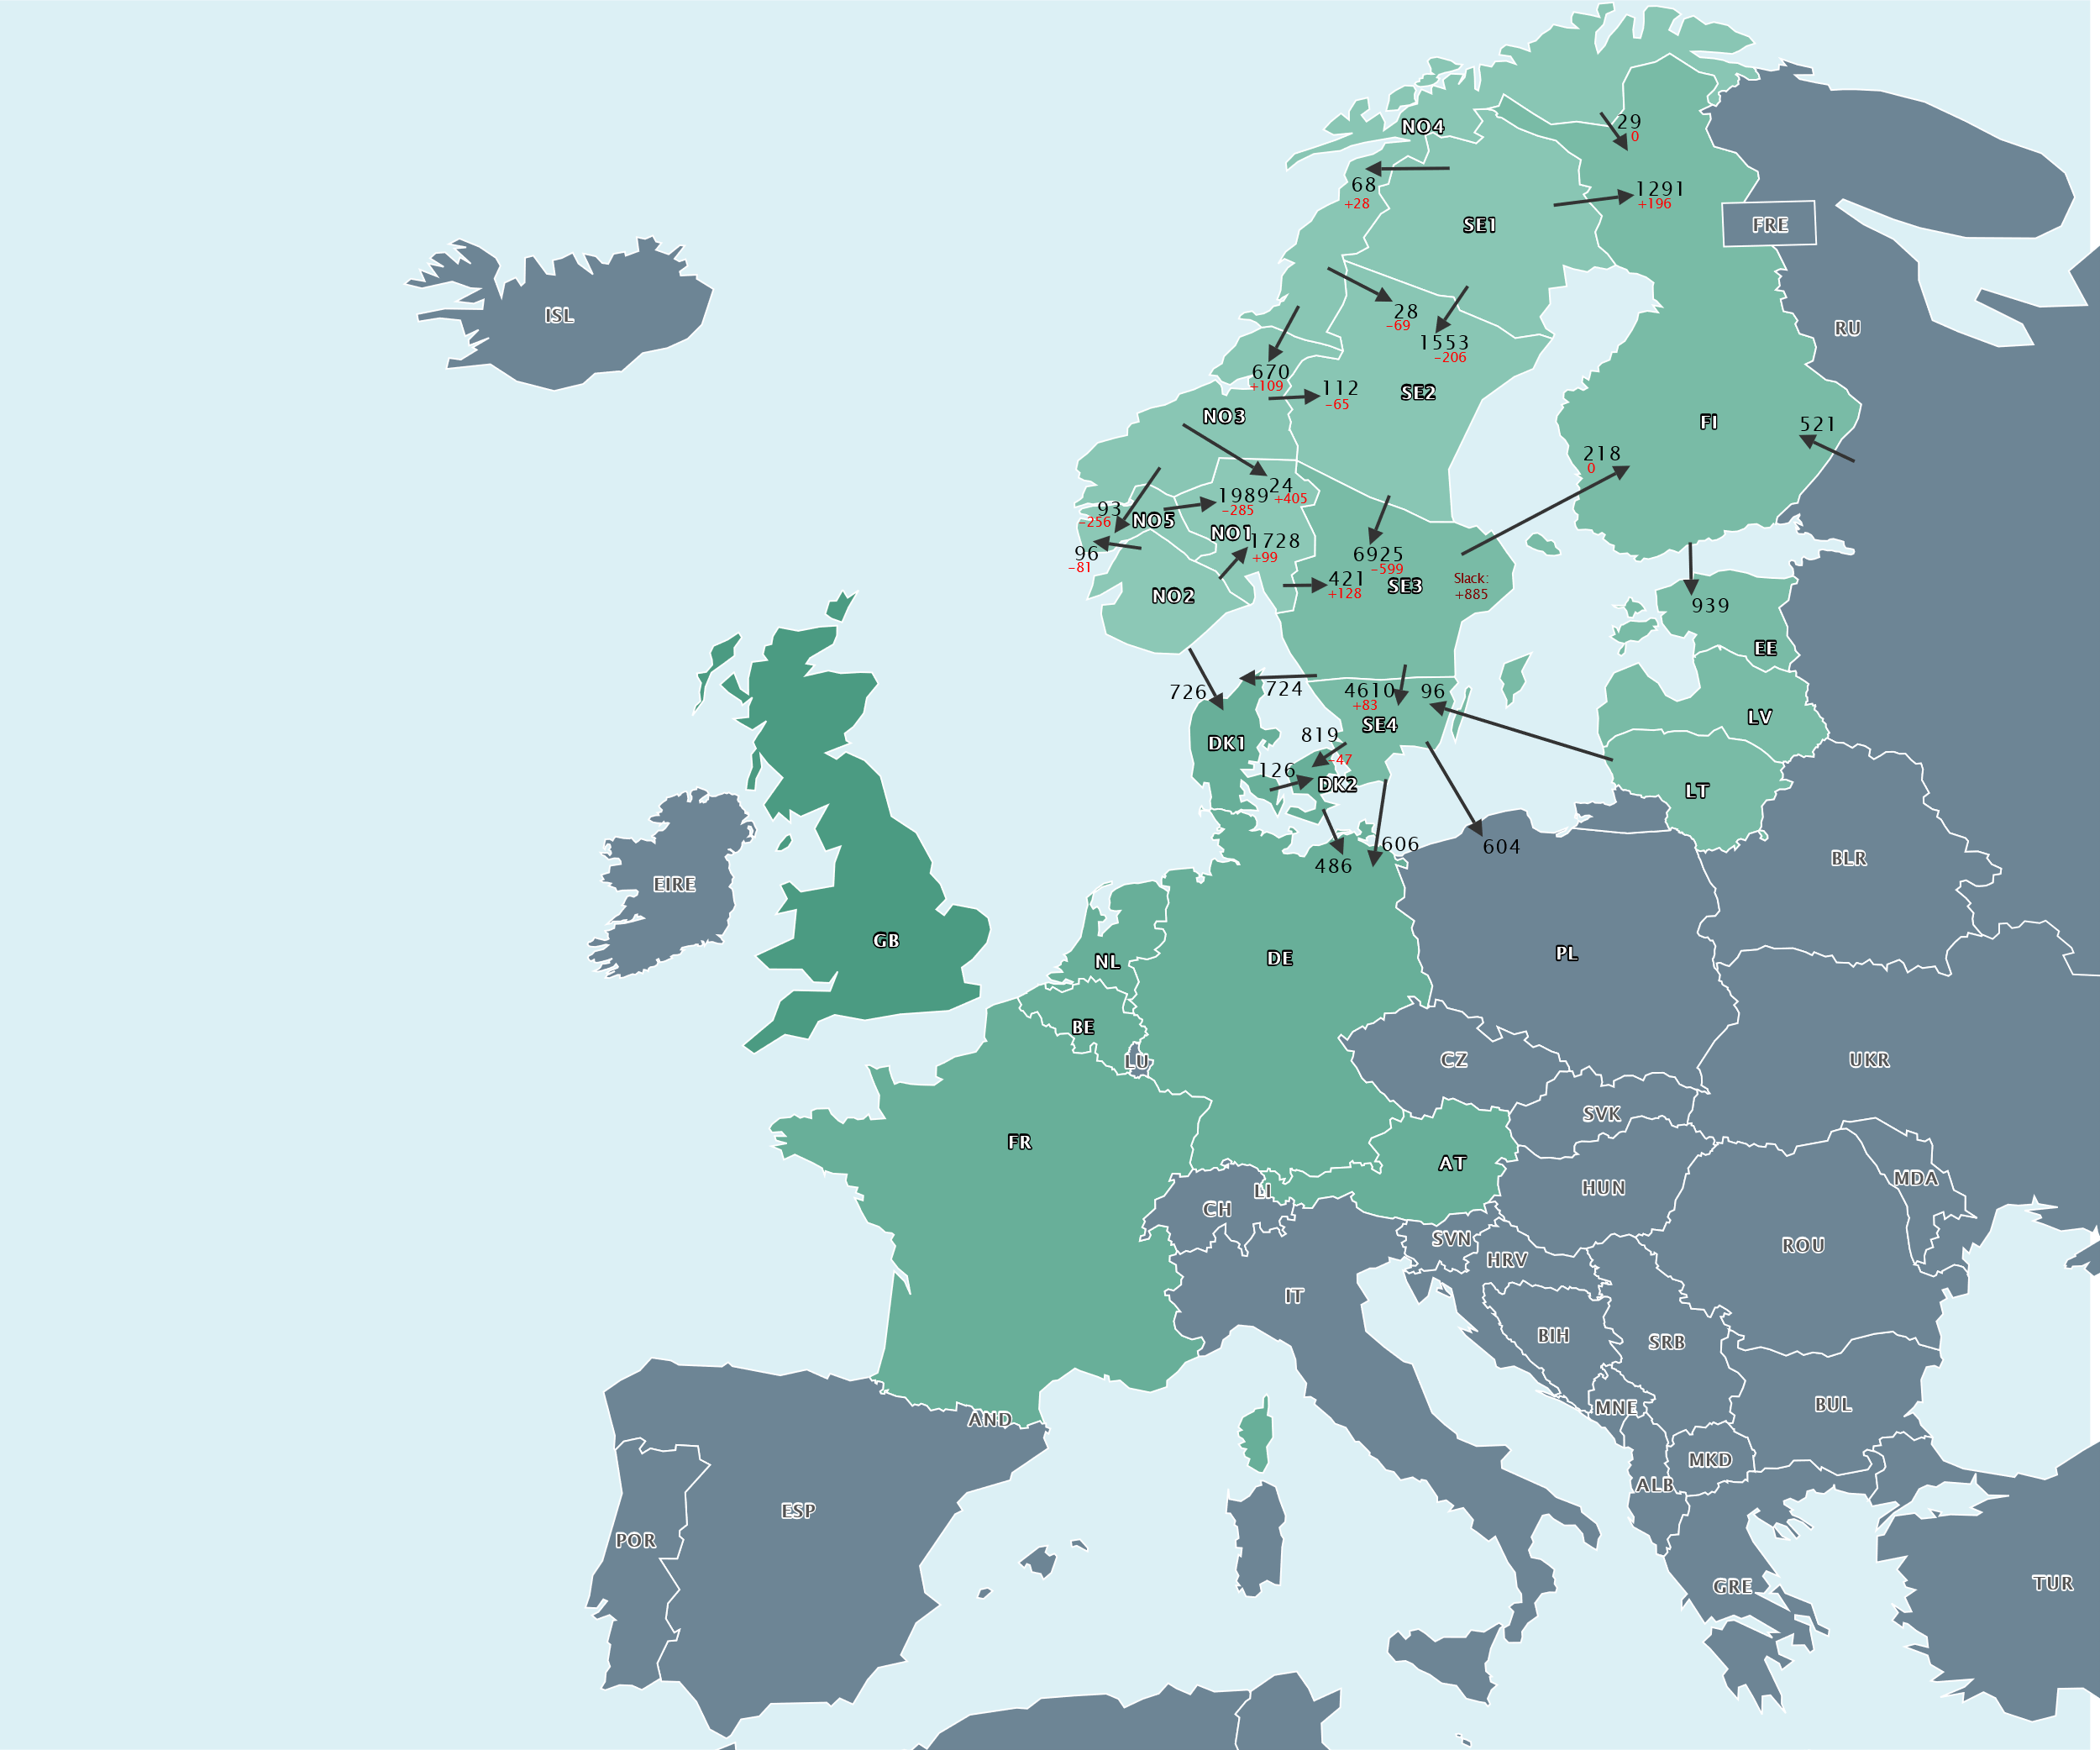 29
0
NO4
68
+28
1291
+196
SE1
FRE
ISL
28
-69
RU
1553
-206
670
+109
112
-65
SE2
NO3
FI
521
218
0
24
+405
1989
-285
93
-256
NO5
NO1
1728
+99
96
-81
6925
-599
421
+128
SE3
Slack:
+885
NO2
939
EE
726
724
4610
+83
96
SE4
LV
DK1
819
-47
126
DK2
LT
606
604
486
BLR
EIRE
GB
NL
DE
PL
BE
LU
CZ
UKR
SVK
FR
AT
MDA
HUN
LI
CH
SVN
ROU
HRV
IT
BIH
SRB
MNE
BUL
AND
MKD
ALB
ESP
POR
GRE
TUR